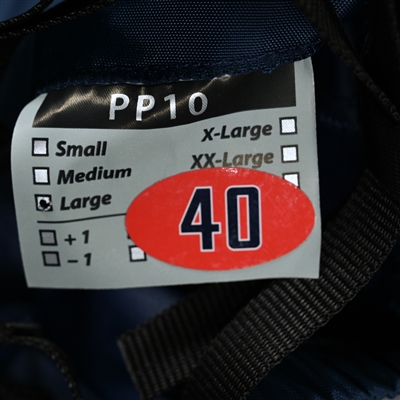 PP10
Small
Medium
Large
+1
-1
X-Large
XX-Large
40